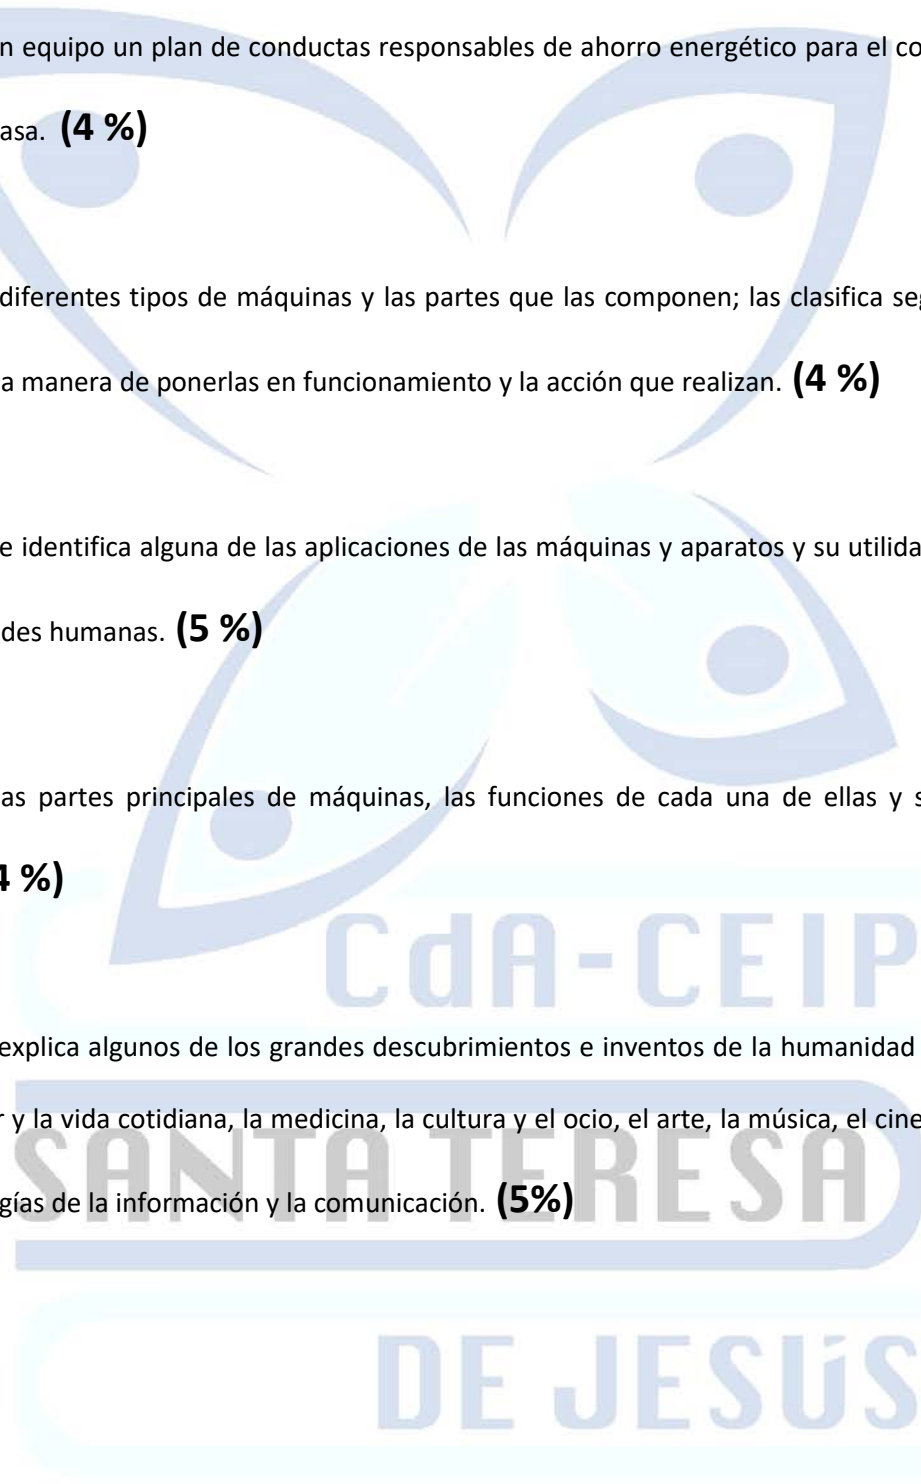 n equipo un plan de conductas responsables de ahorro energético para el co
asa. (4 %)
diferentes tipos de máquinas y las partes que las componen; las clasifica se
a manera de ponerlas en funcionamiento y la acción que realizan. (4 %)
e identifica alguna de las aplicaciones de las máquinas y aparatos y su utilida
des humanas. (5 %)
as partes principales de máquinas, las funciones de cada una de ellas y s
4 %)
CdA-CEIP
explica algunos de los grandes descubrimientos e inventos de la humanidad
r y la vida cotidiana, la medicina, la cultura y el ocio, el arte, la música, el cine
SANTA TERESA
gías de la información y la comunicación. (5%)
DE JESÚS